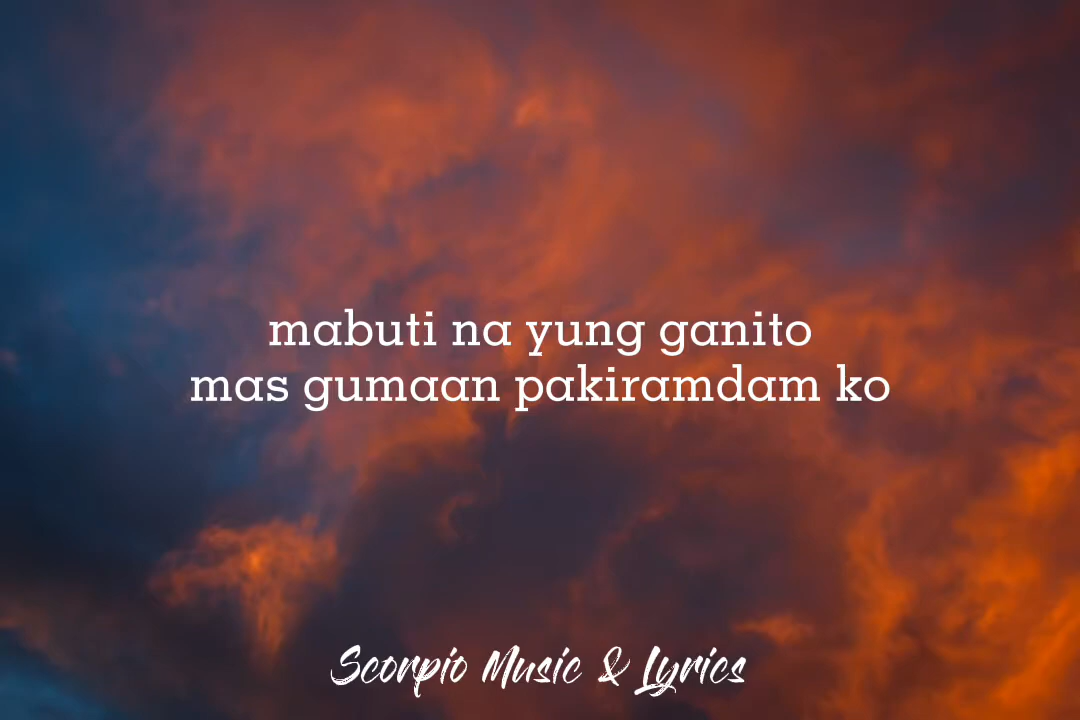 mabuti na yung ganito
mas gumaan pakiramdam ko
Scorpio Music & Lyrics